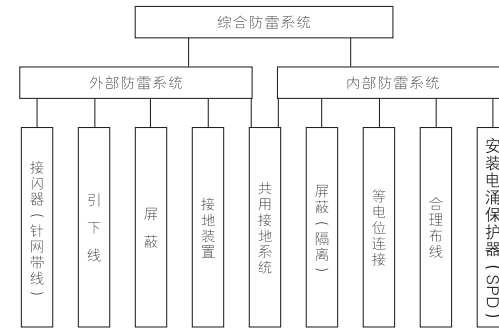 综合防雷系统
外部防雷系统
内部防雷系统
接闪器(针网带线)
引下线
屏蔽
接地装置
共用接地系统
屏蔽(隔离)
等电位连接
合理布线
安装电涌保护器(SPD)